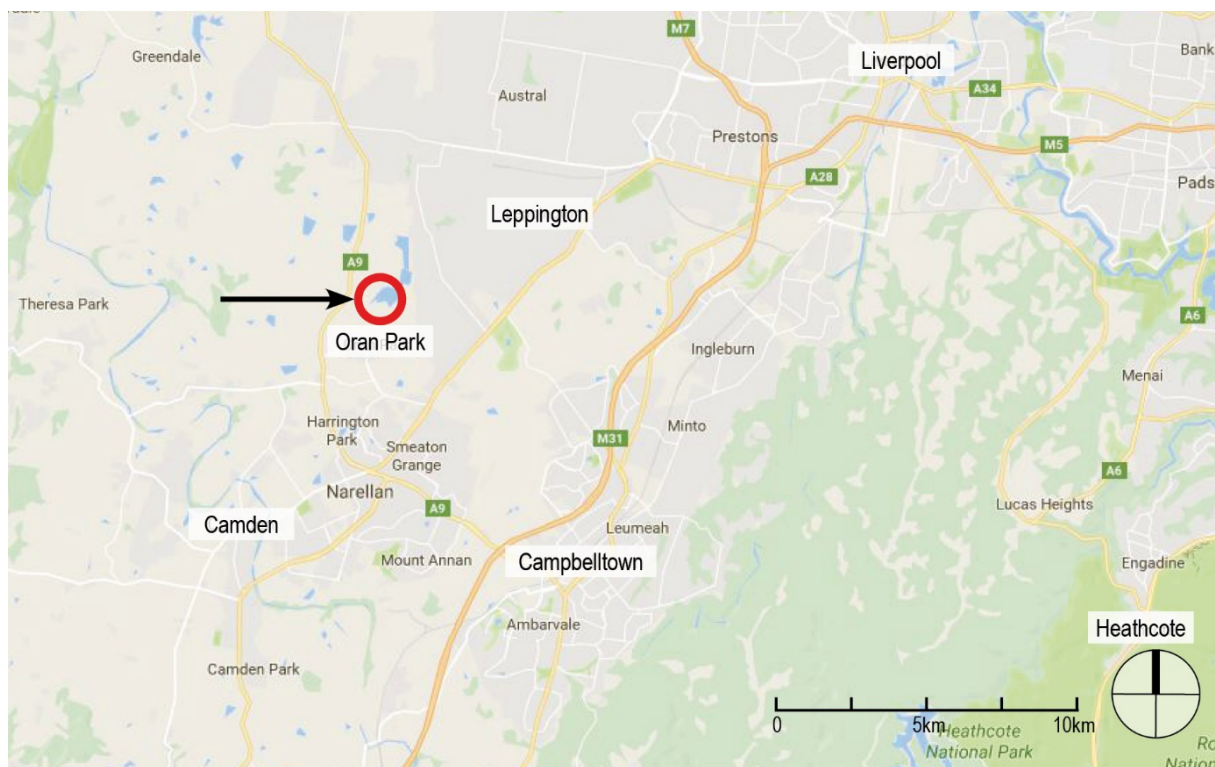 Greendale
M7
Liverpool
Bank
Austral
A34
Prestons
M5
A28
Pads
Leppington
A9
Theresa Park
A6
Oran Park
Ingleburn
Menai
Harrington
Park
Minto
M31
Smeaton
Grange
A6
Narellan
Lucas Heights
A9
Camden
Leumeah
Mount Annan
Campbelltown
Engadine
Ambarvale
Heathcote
Camden Park
0
5km
10km
Heathcote
National Park
Ro
Nation